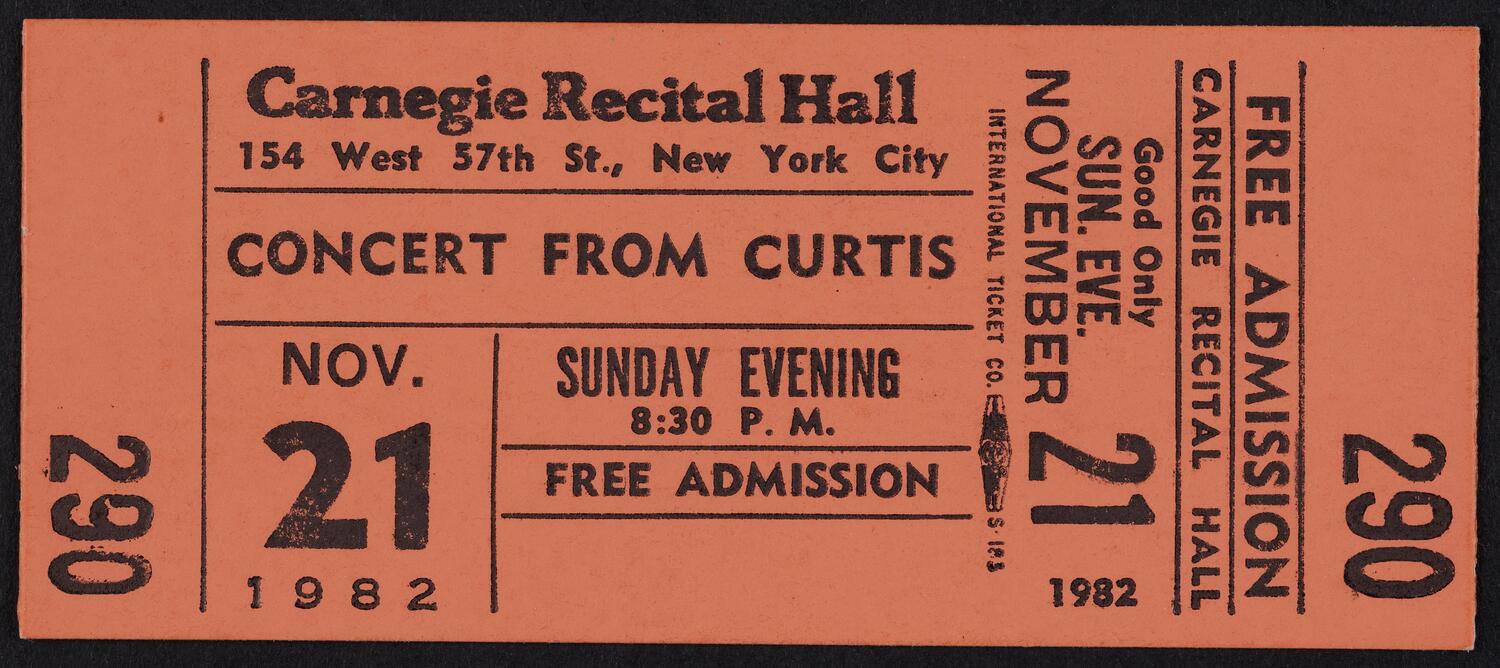 290
Carnegie Recital Hall
154 West 57th St., New York City
CONCERT FROM CURTIS
NOV.
21
1982
SUNDAY EVENING
8:30 P. M.
FREE ADMISSION
INTERNATIONAL TICKET CO.
Good Only
SUN. EVE.
NOVEMBER
21
1982
FREE ADMISSION
CARNEGIE RECITAL HALL
290